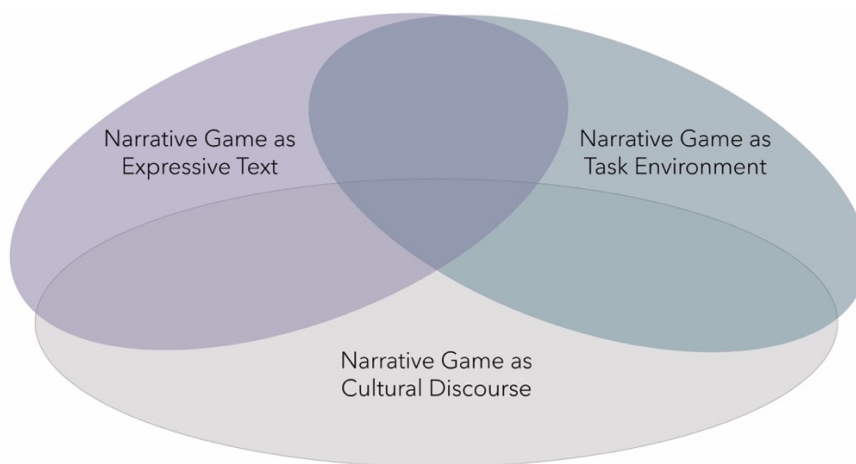 Narrative Game as
Expressive Text
Narrative Game as
Task Environment
Narrative Game as
Cultural Discourse